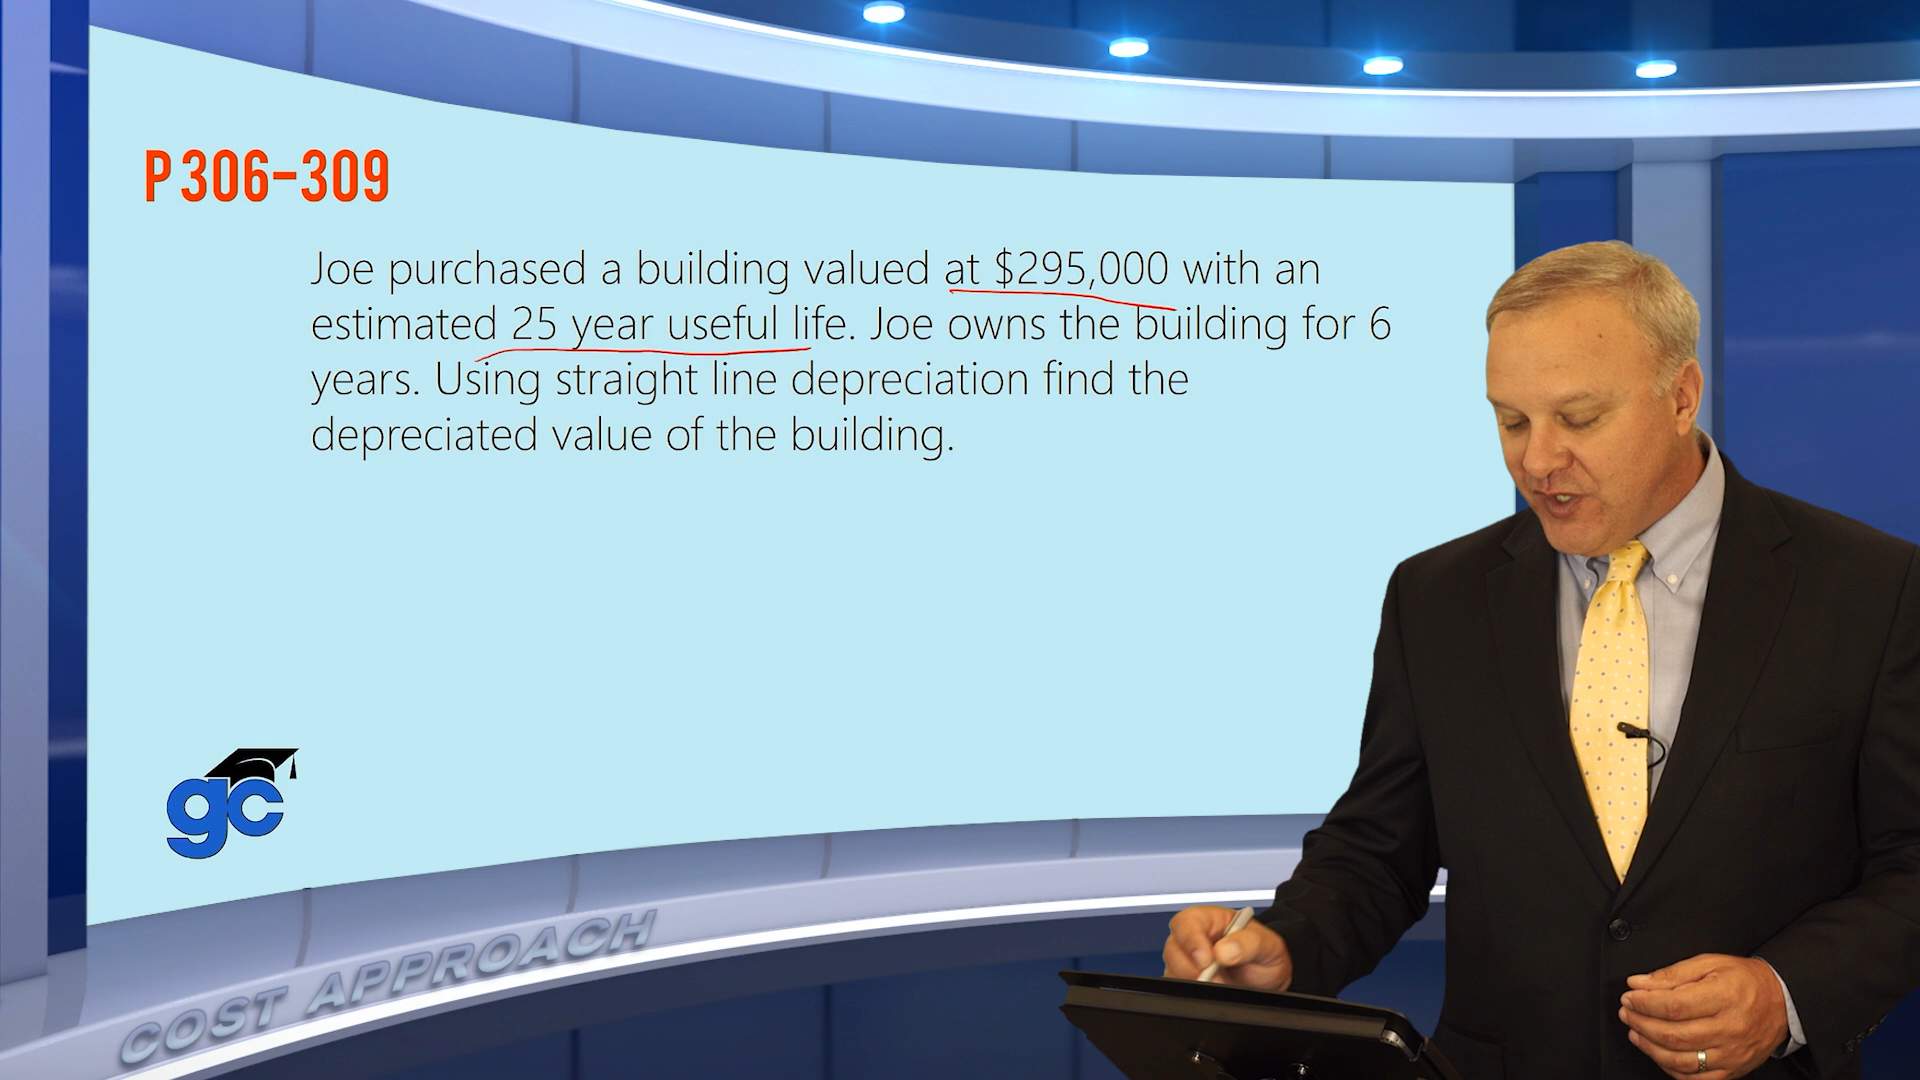 P 306-309
Joe purchased a building valued at $295,000 with an
estimated 25 year useful life. Joe owns the building for 6
years. Using straight line depreciation find the
depreciated value of the building.
gc
COST APPROACH